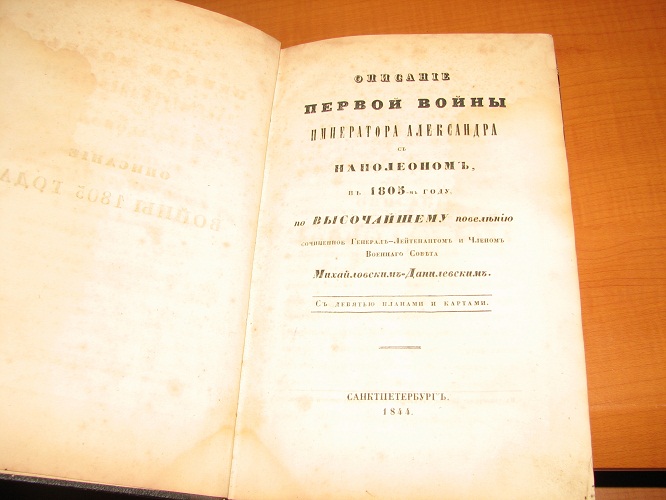 ОПИСАНІЕ
ПЕРВОЙ ВОЙНЫ
ИМПЕРАТОРА АЛЕКСАНДРА
СЪ
НАПОЛЕОНОМЪ,
ВЪ 1805-мъ ГОДУ,
по ВЫСОЧАЙШЕМУ повелѣнію
сочиненное Генералъ-Лейтенантомъ и Членомъ
Военнаго Совѣта
Михайловскимъ-Данилевскимъ.
Съ девятью планами и картами.
САНКТПЕТЕРБУРГЪ.
1844.